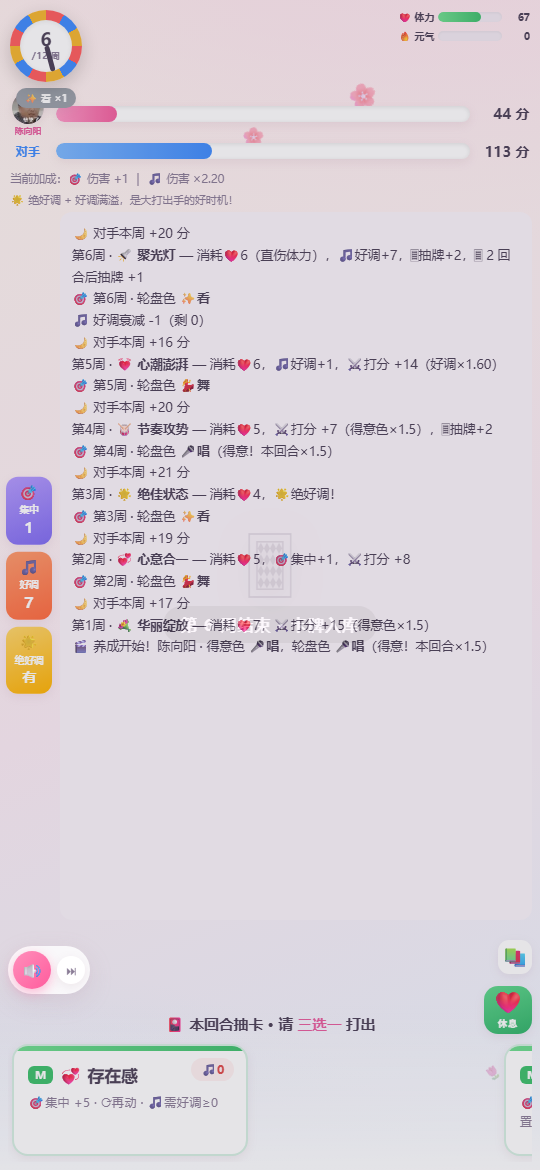 6
/12周
✨ 看 ×1
❤️ 体力 67
🔥 元气 0
陈向阳 44 分
对手 113 分
当前加成: 🎯 伤害 +1 | 🎵 伤害 ×2.20
🌟 绝好调 + 好调满溢，是大打出手的好时机！
🌙 对手本周 +20 分
第6周 · 🎤 聚光灯 — 消耗❤️6（直伤体力），🎵好调+7，🂠抽牌+2，🂠 2 回
合后抽牌 +1
🎯 第6周 · 轮盘色 ✨看
🎵 好调衰减 -1（剩 0）
🌙 对手本周 +16 分
第5周 · 💓 心潮澎湃 — 消耗❤️6，🎵好调+1，⚔️打分 +14（好调×1.60）
🎯 第5周 · 轮盘色 💃舞
🌙 对手本周 +20 分
第4周 · 🥁 节奏攻势 — 消耗❤️5，⚔️打分 +7（得意色×1.5），🂠抽牌+2
🎯 第4周 · 轮盘色 🎤唱（得意！本回合×1.5）
🌙 对手本周 +21 分
第3周 · 🌟 绝佳状态 — 消耗❤️4，🌟绝好调！
🎯 第3周 · 轮盘色 ✨看
🌙 对手本周 +19 分
第2周 · 💞 心意合一 — 消耗❤️5，🎯集中+1，⚔️打分 +8
🎯 第2周 · 轮盘色 💃舞
🌙 对手本周 +17 分
第1周 · 💐 华丽绽放 — 消耗❤️7，⚔️打分 +15（得意色×1.5）
🎬 养成开始！陈向阳 · 得意色 🎤唱，轮盘色 🎤唱（得意！本回合×1.5）
集中
1
好调
7
绝好调
有
休息
🎴 本回合抽卡 • 请 三选一 打出
M 💞 存在感 🎵0
🎯集中 +5 · ⟳再动 · 🎵需好调≥0
置